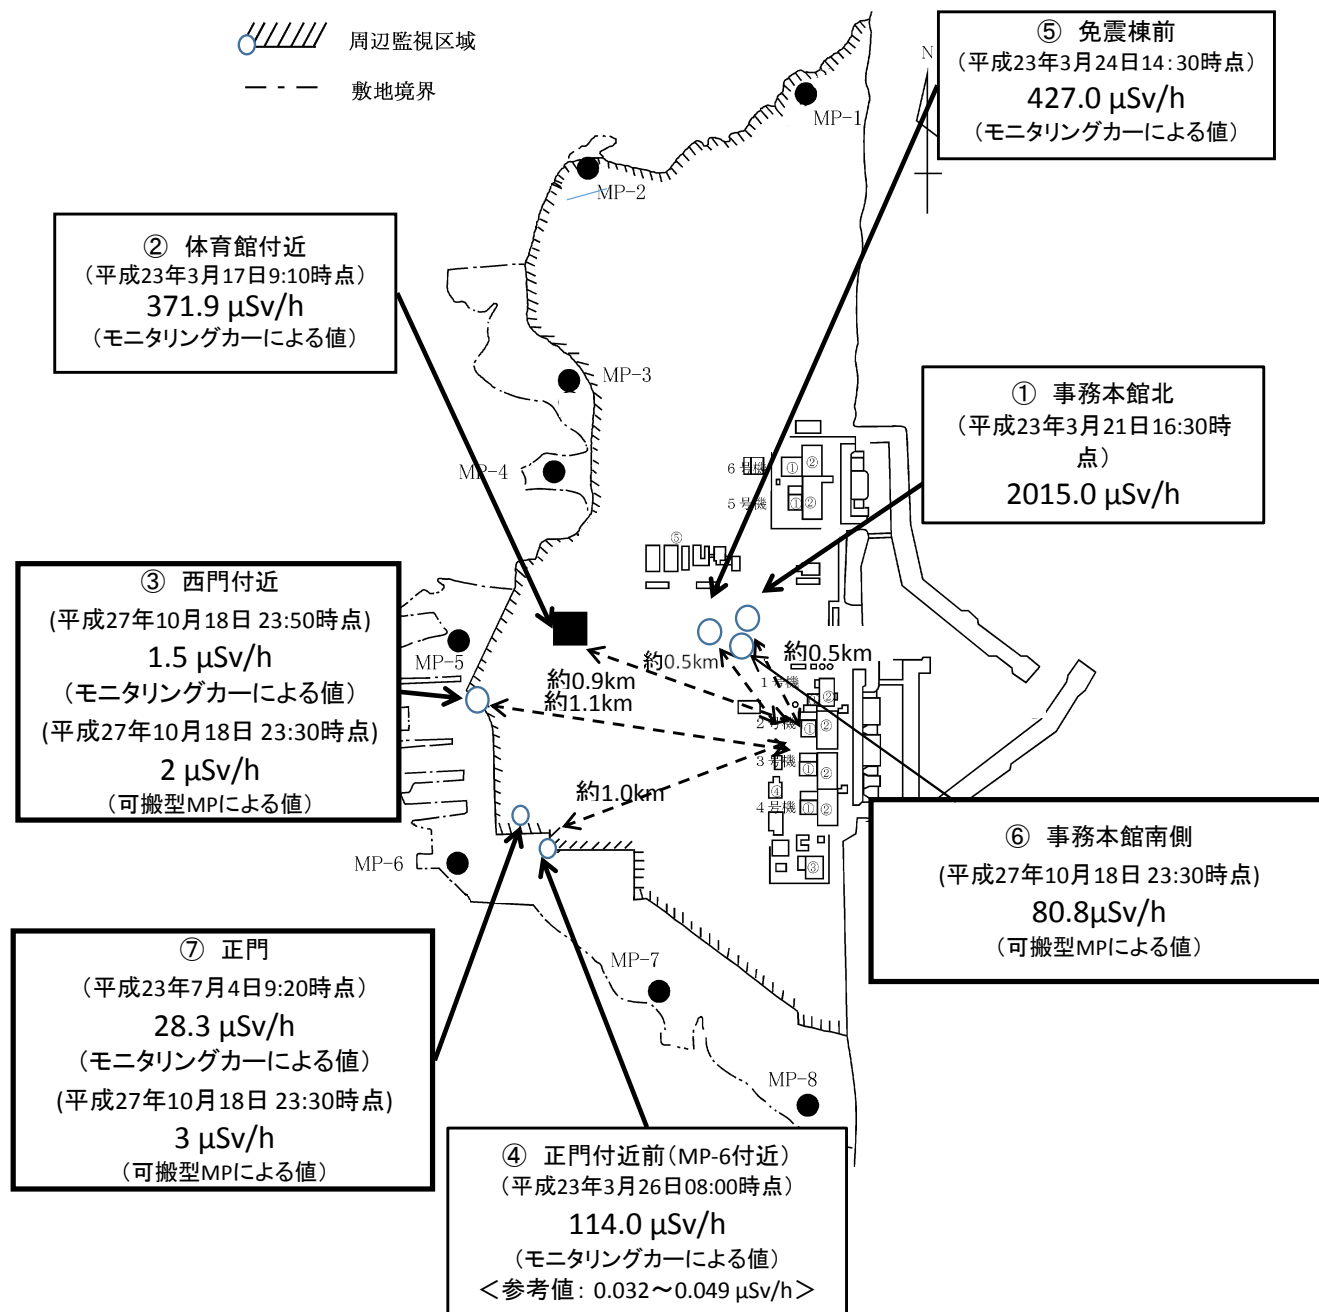 周辺監視区域
敷地境界
⑤ 免震棟前
(平成23年3月24日14:30時点)
427.0 μSv/h
(モニタリングカーによる値)
N
MP-1
MP-2
② 体育館付近
(平成23年3月17日9:10時点)
371.9 μSv/h
(モニタリングカーによる値)
MP-3
① 事務本館北
(平成23年3月21日16:30時
点)
2015.0 μSv/h
MP-4
6号機
①
②
5号機
①
②
⑤
③ 西門付近
(平成27年10月18日 23:50時点)
1.5 μSv/h
(モニタリングカーによる値)
(平成27年10月18日 23:30時点)
2 μSv/h
(可搬型MPによる値)
MP-5
約0.5km
約0.5km
約0.9km
約1.1km
1号機
②
2号機
①
②
3号機
①
②
④
4号機
①
②
③
約1.0km
MP-6
⑥ 事務本館南側
(平成27年10月18日 23:30時点)
80.8μSv/h
(可搬型MPによる値)
⑦ 正門
(平成23年7月4日9:20時点)
28.3 μSv/h
(モニタリングカーによる値)
(平成27年10月18日 23:30時点)
3 μSv/h
(可搬型MPによる値)
MP-7
MP-8
④ 正門付近前(MP-6付近)
(平成23年3月26日08:00時点)
114.0 μSv/h
(モニタリングカーによる値)
<参考値: 0.032～0.049 μSv/h>